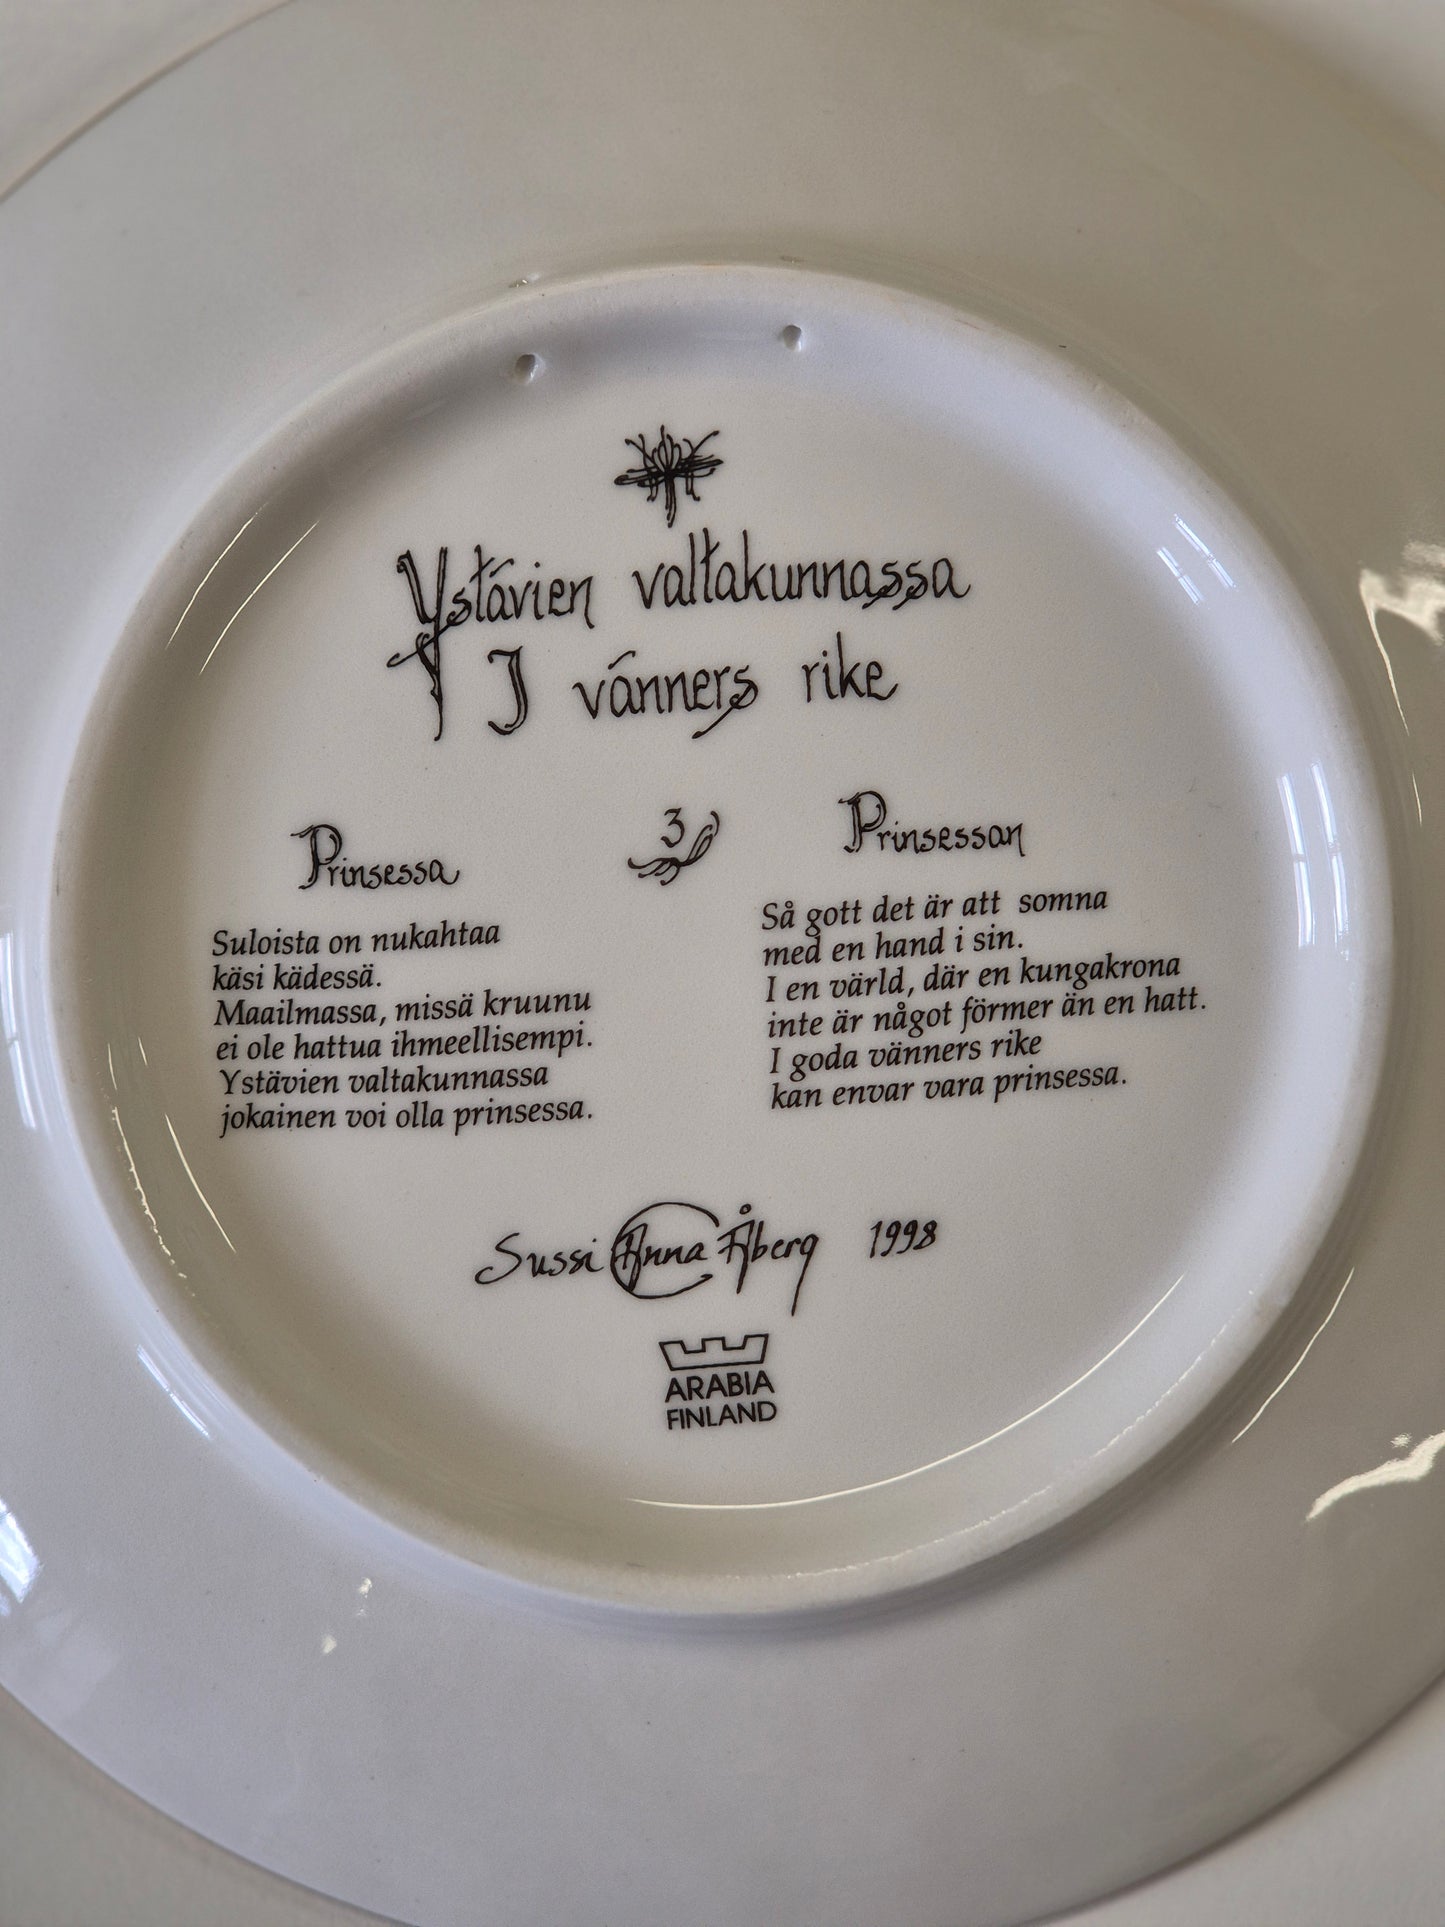 Ystävien valtakunnassa
I vänners rike
3
Prinsessa
Suloista on nukahtaa
käsi kädessä.
Maailmassa, missä kruunu
ei ole hattua ihmeellisempi.
Ystävien valtakunnassa
jokainen voi olla prinsessa.
Prinsessan
Så gott det är att somna
med en hand i sin.
I en värld, där en kungakrona
inte är något förmer än en hatt.
I goda vänners rike
kan envar vara prinsessa.
Sussi Anna Åberg 1998
ARABIA
FINLAND